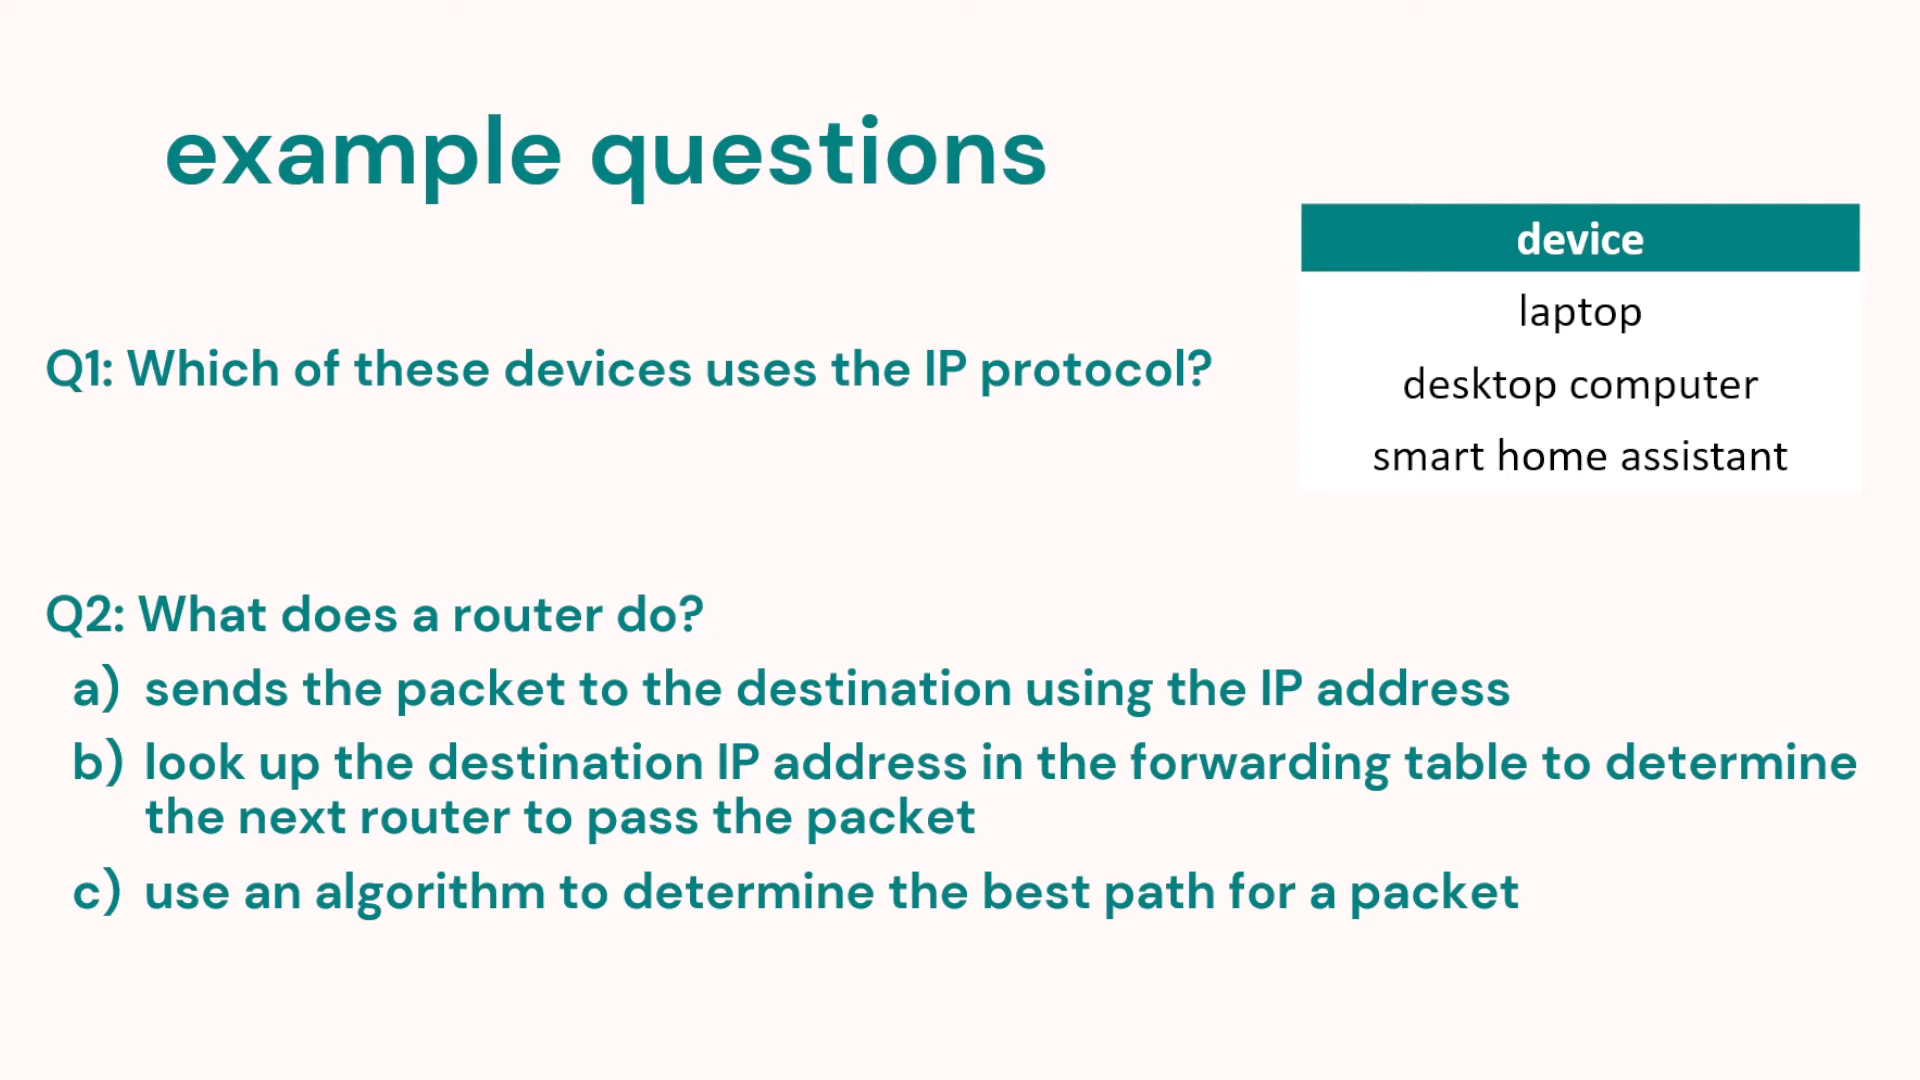 example questions
device
laptop
Q1: Which of these devices uses the IP protocol?
desktop computer
smart home assistant
Q2: What does a router do?
a) sends the packet to the destination using the IP address
b) look up the destination IP address in the forwarding table to determine
the next router to pass the packet
c) use an algorithm to determine the best path for a packet